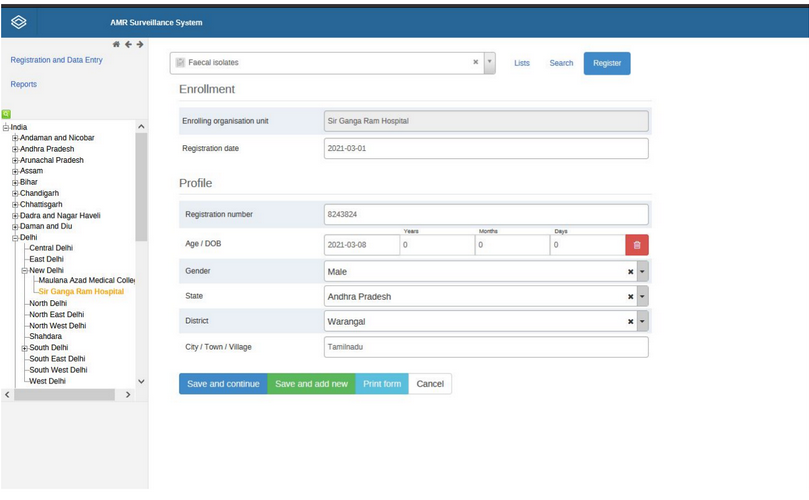 AMR Surveillance System
Registration and Data Entry
Reports
India
Andaman and Nicobar
Andhra Pradesh
Arunachal Pradesh
Assam
Bihar
Chandigarh
Chhattisgarh
Dadra and Nagar Haveli
Daman and Diu
Delhi
Central Delhi
East Delhi
New Delhi
Maulana Azad Medical Colle
Sir Ganga Ram Hospital
North Delhi
North East Delhi
North West Delhi
Shahdara
South Delhi
South East Delhi
South West Delhi
West Delhi
Faecal isolates
Lists Search Register
Enrollment
Enrolling organisation unit Sir Ganga Ram Hospital
Registration date 2021-03-01
Profile
Registration number 8243824
Years Months Days
Age / DOB 2021-03-08 0 0 0
Gender Male
State Andhra Pradesh
District Warangal
City / Town / Village Tamilnadu
Save and continue Save and add new Print form Cancel